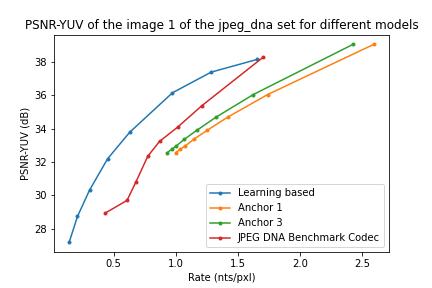 PSNR-YUV of the image 1 of the jpeg_dna set for different models
PSNR-YUV (dB)
38
36
34
32
30
28
0.5 1.0 1.5 2.0 2.5
Rate (nts/pxl)
Learning based
Anchor 1
Anchor 3
JPEG DNA Benchmark Codec